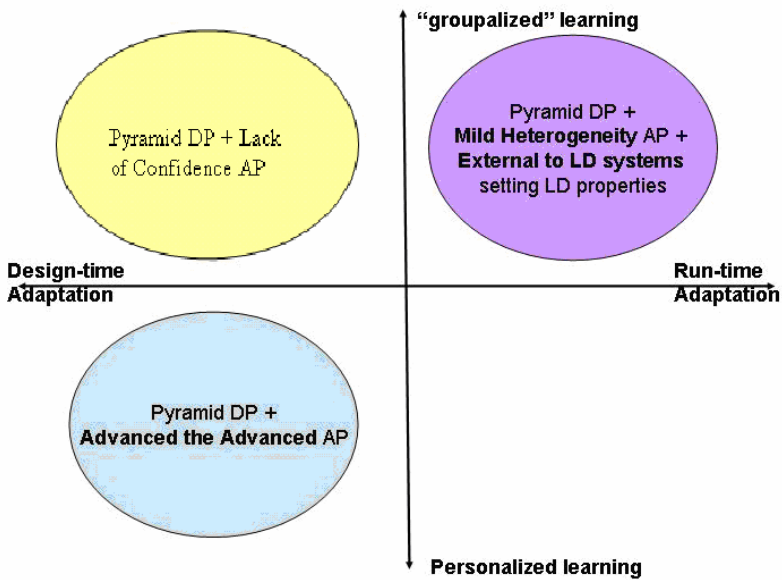 “groupalized” learning
Pyramid DP + Lack
of Confidence AP
Pyramid DP +
Mild Heterogeneity AP +
External to LD systems
setting LD properties
Design-time
Adaptation
Run-time
Adaptation
Pyramid DP +
Advanced the Advanced AP
Personalized learning